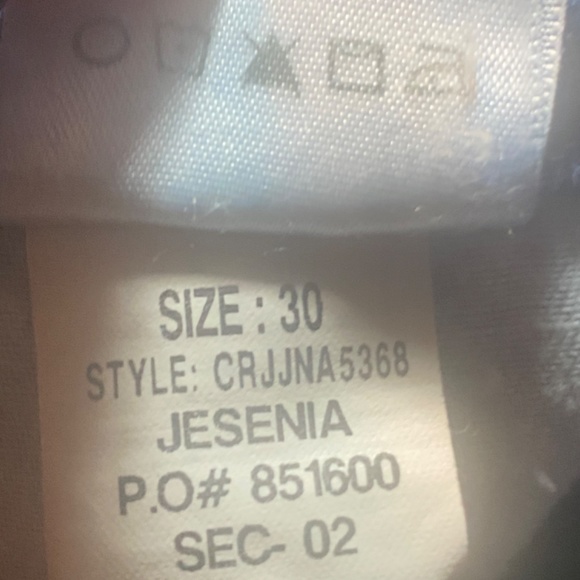 SIZE : 30
STYLE: CRJJNA5368
JESENIA
P.O# 851600
SEC- 02